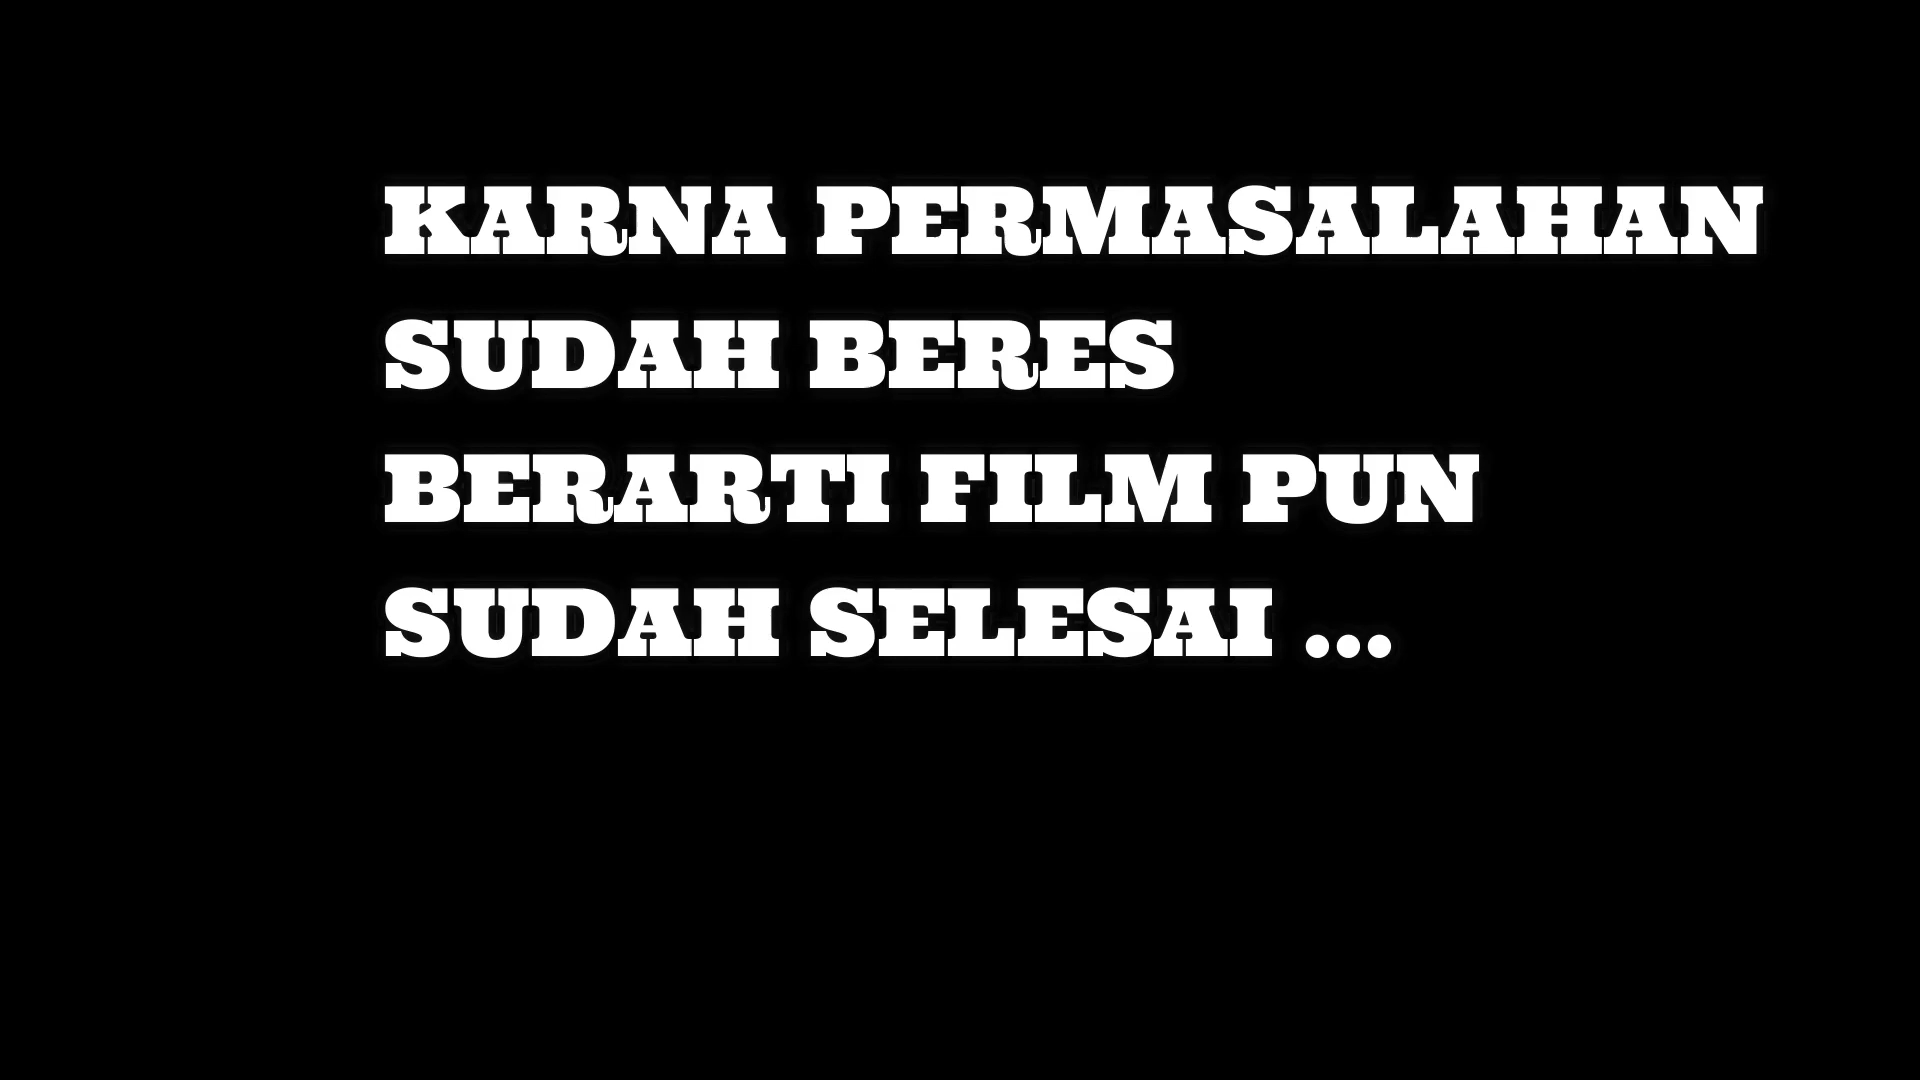 KARNA PERMASALAHAN
SUDAH BERES
BERARTI FILM PUN
SUDAH SELESAI ...